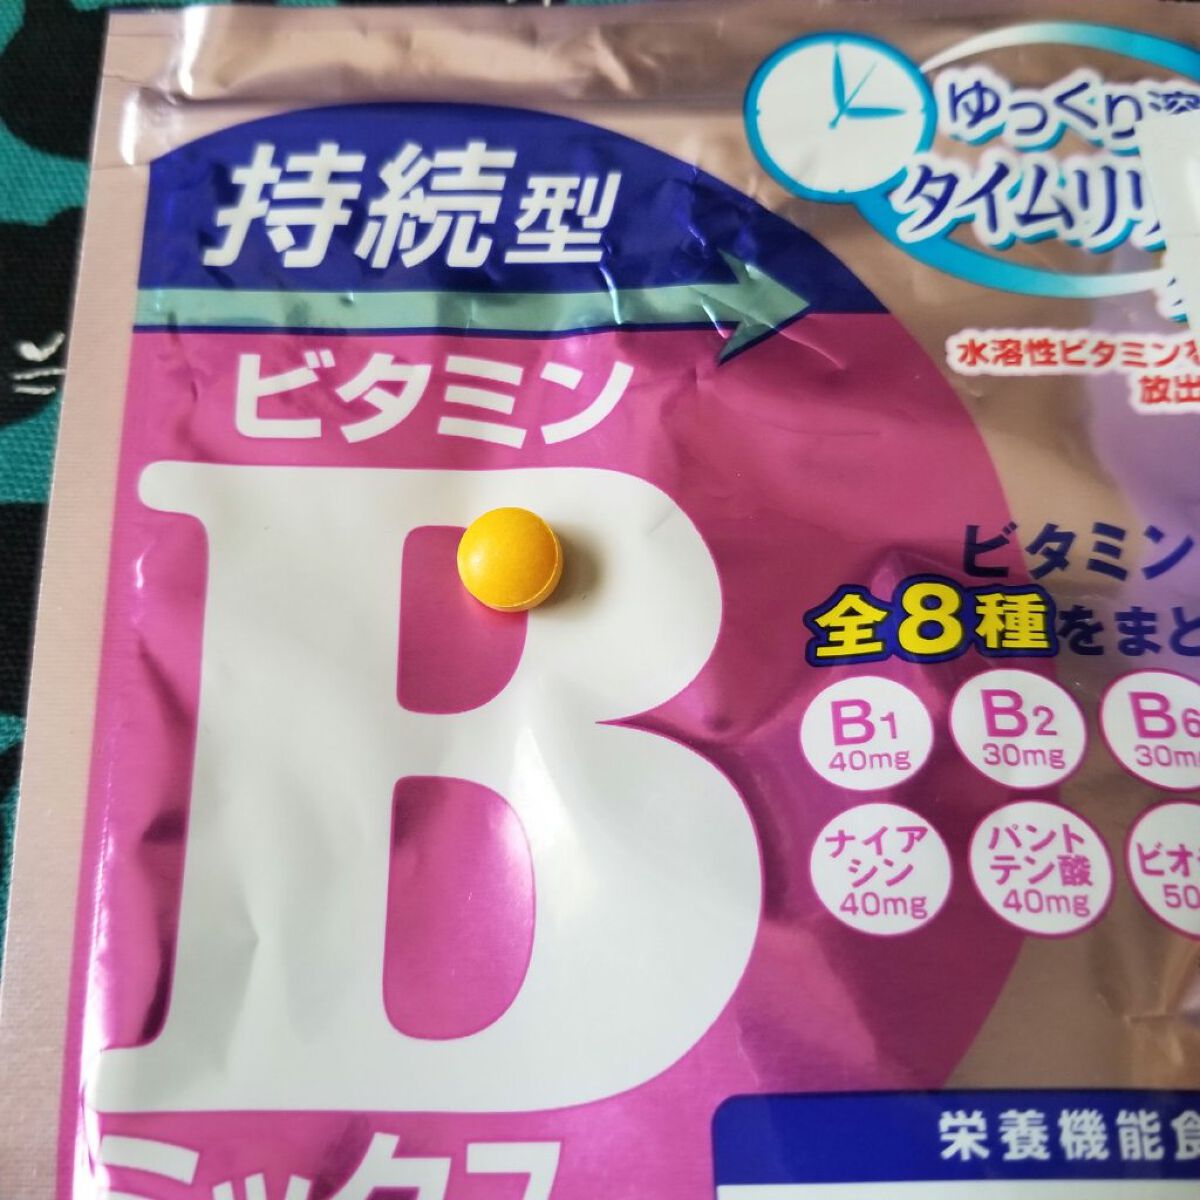 持続型
ビタミン
B
ミックス
ゆっくり溶
タイムリリ
水溶性ビタミンを
放出
ビタミン
全8種をまと
B1
40mg
B2
30mg
B6
30mg
ナイア
シン
40mg
パント
テン酸
40mg
ビオ
50
栄養機能食